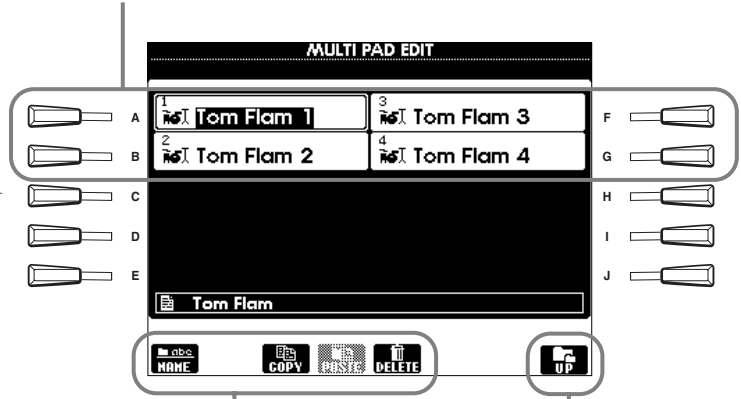 MULTI PAD EDIT
A 1 Tom Flam 1 3 Tom Flam 3 F
B 2 Tom Flam 2 4 Tom Flam 4 G
C H
D I
E J
Tom Flam
abc
NAME COPY PASTE DELETE UP